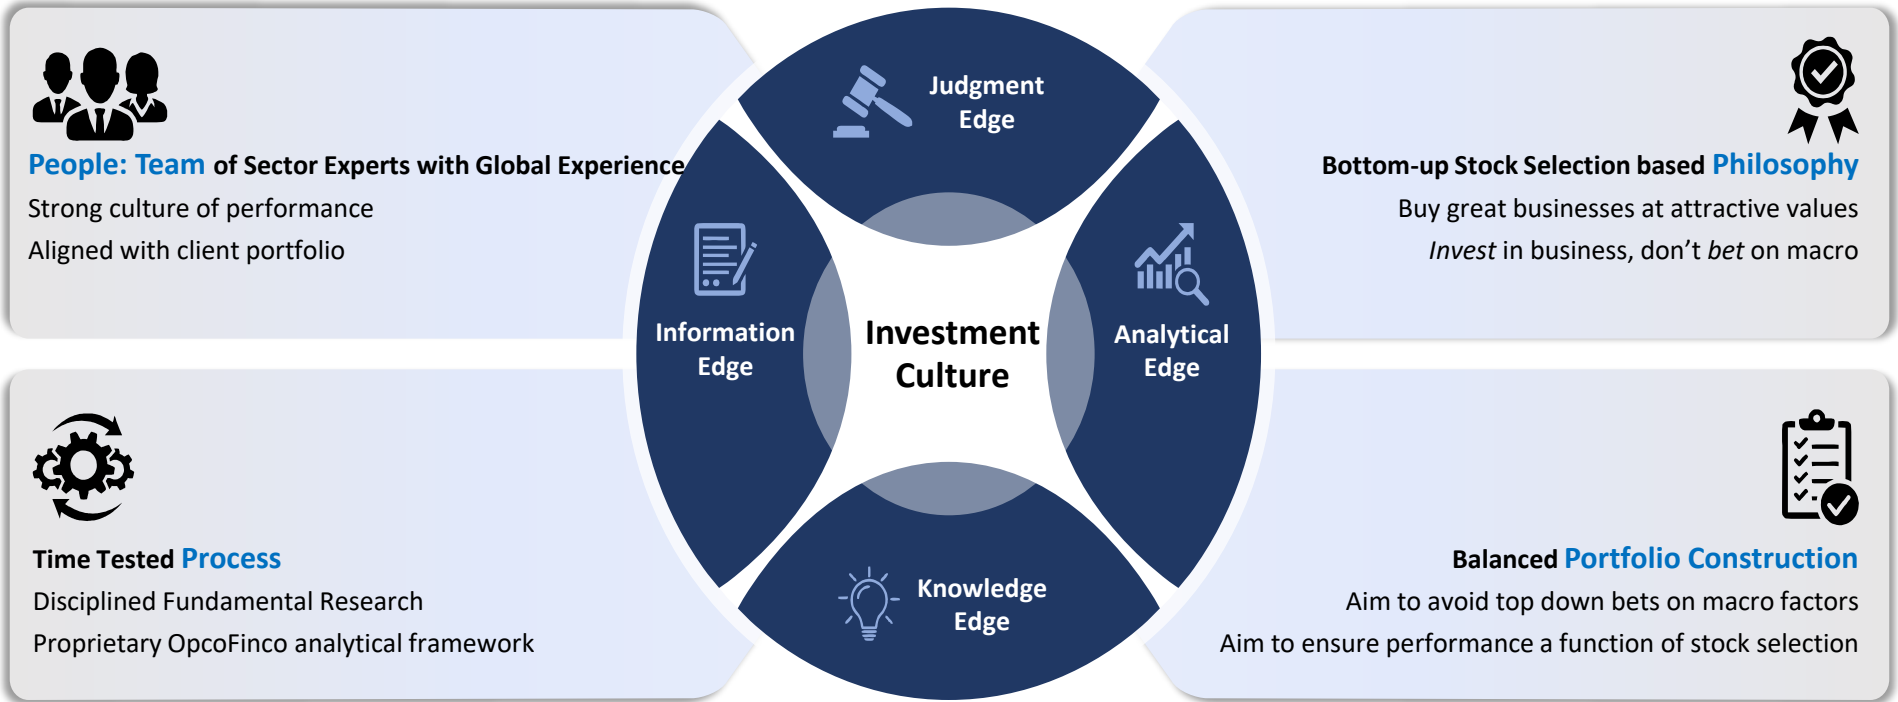 People: Team of Sector Experts with Global Experience
Strong culture of performance
Aligned with client portfolio
Judgment
Edge
Bottom-up Stock Selection based Philosophy
Buy great businesses at attractive values
Invest in business, don’t bet on macro
Information
Edge
Investment
Culture
Analytical
Edge
Time Tested Process
Disciplined Fundamental Research
Proprietary OpcoFinco analytical framework
Knowledge
Edge
Balanced Portfolio Construction
Aim to avoid top down bets on macro factors
Aim to ensure performance a function of stock selection